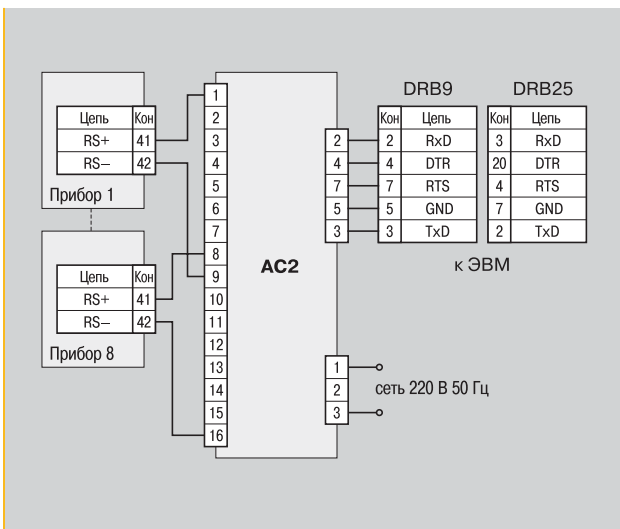 DRB9 DRB25
Цепь Кон
RS+ 41
RS– 42
Прибор 1
Цепь Кон
RS+ 41
RS– 42
Прибор 8
1
2
3
4
5
6
7
8
9
10
11
12
13
14
15
16
АС2
2
4
7
5
3
Кон Цепь
2 RxD
4 DTR
7 RTS
5 GND
3 TxD
Кон Цепь
3 RxD
20 DTR
4 RTS
7 GND
2 TxD
к ЭВМ
1
2
3
сеть 220 В 50 Гц